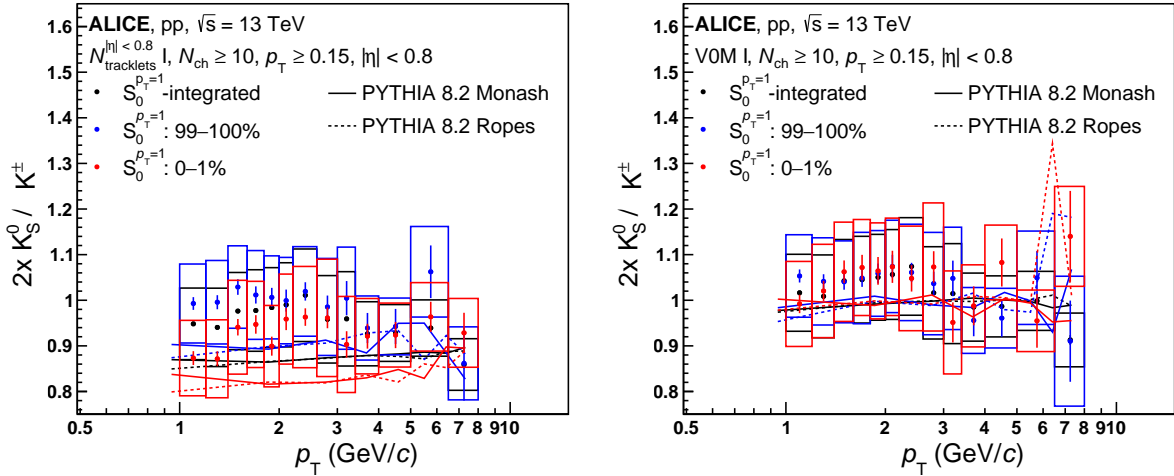 ALICE, pp, √s = 13 TeV
N_tracklets^|η| < 0.8 I, N_ch ≥ 10, p_T ≥ 0.15, |η| < 0.8
S_0^{p_T=1}-integrated
PYTHIA 8.2 Monash
S_0^{p_T=1}: 99–100%
PYTHIA 8.2 Ropes
S_0^{p_T=1}: 0–1%
2x K_S^0 / K^±
1.6
1.5
1.4
1.3
1.2
1.1
1
0.9
0.8
0.5 1 2 3 4 5 6 7 8 9 10
p_T (GeV/c)
ALICE, pp, √s = 13 TeV
V0M I, N_ch ≥ 10, p_T ≥ 0.15, |η| < 0.8
S_0^{p_T=1}-integrated
PYTHIA 8.2 Monash
S_0^{p_T=1}: 99–100%
PYTHIA 8.2 Ropes
S_0^{p_T=1}: 0–1%
2x K_S^0 / K^±
1.6
1.5
1.4
1.3
1.2
1.1
1
0.9
0.8
0.5 1 2 3 4 5 6 7 8 9 10
p_T (GeV/c)